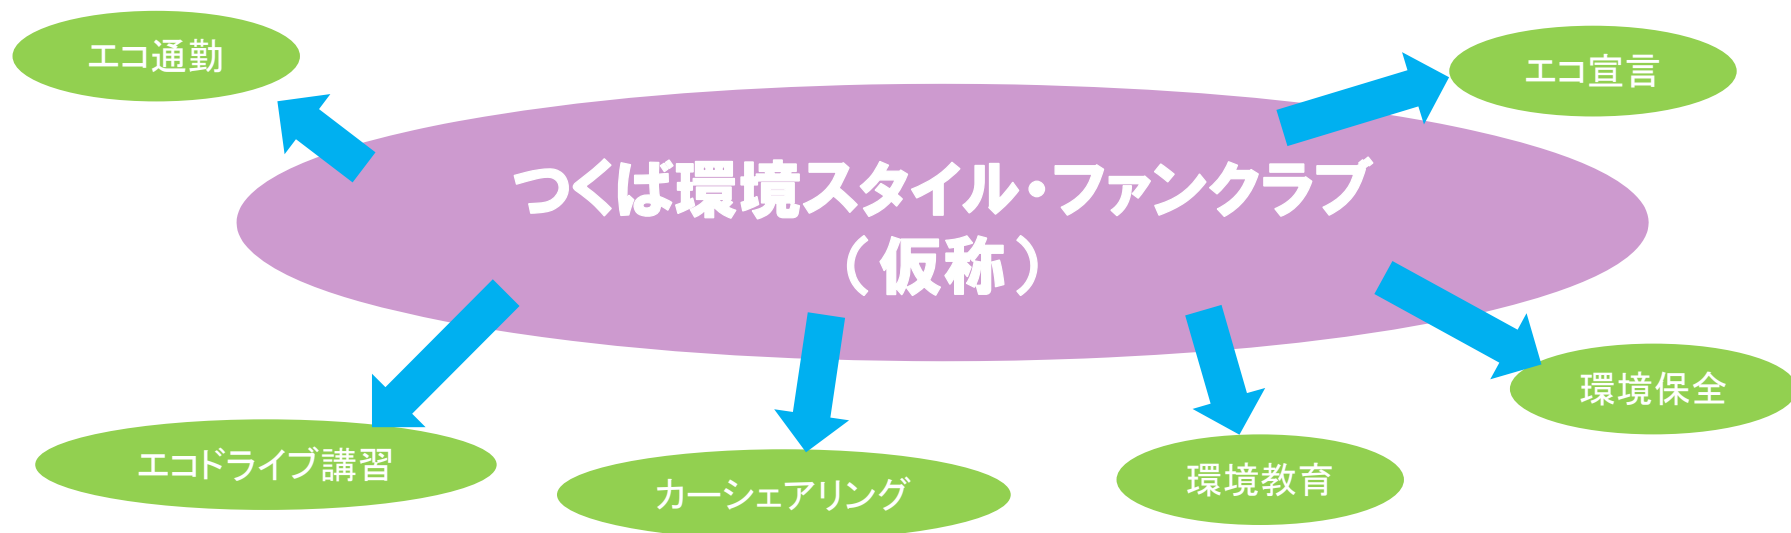 エコ通勤
エコ宣言
つくば環境スタイル・ファンクラブ
（仮称）
環境保全
エコドライブ講習
カーシェアリング
環境教育